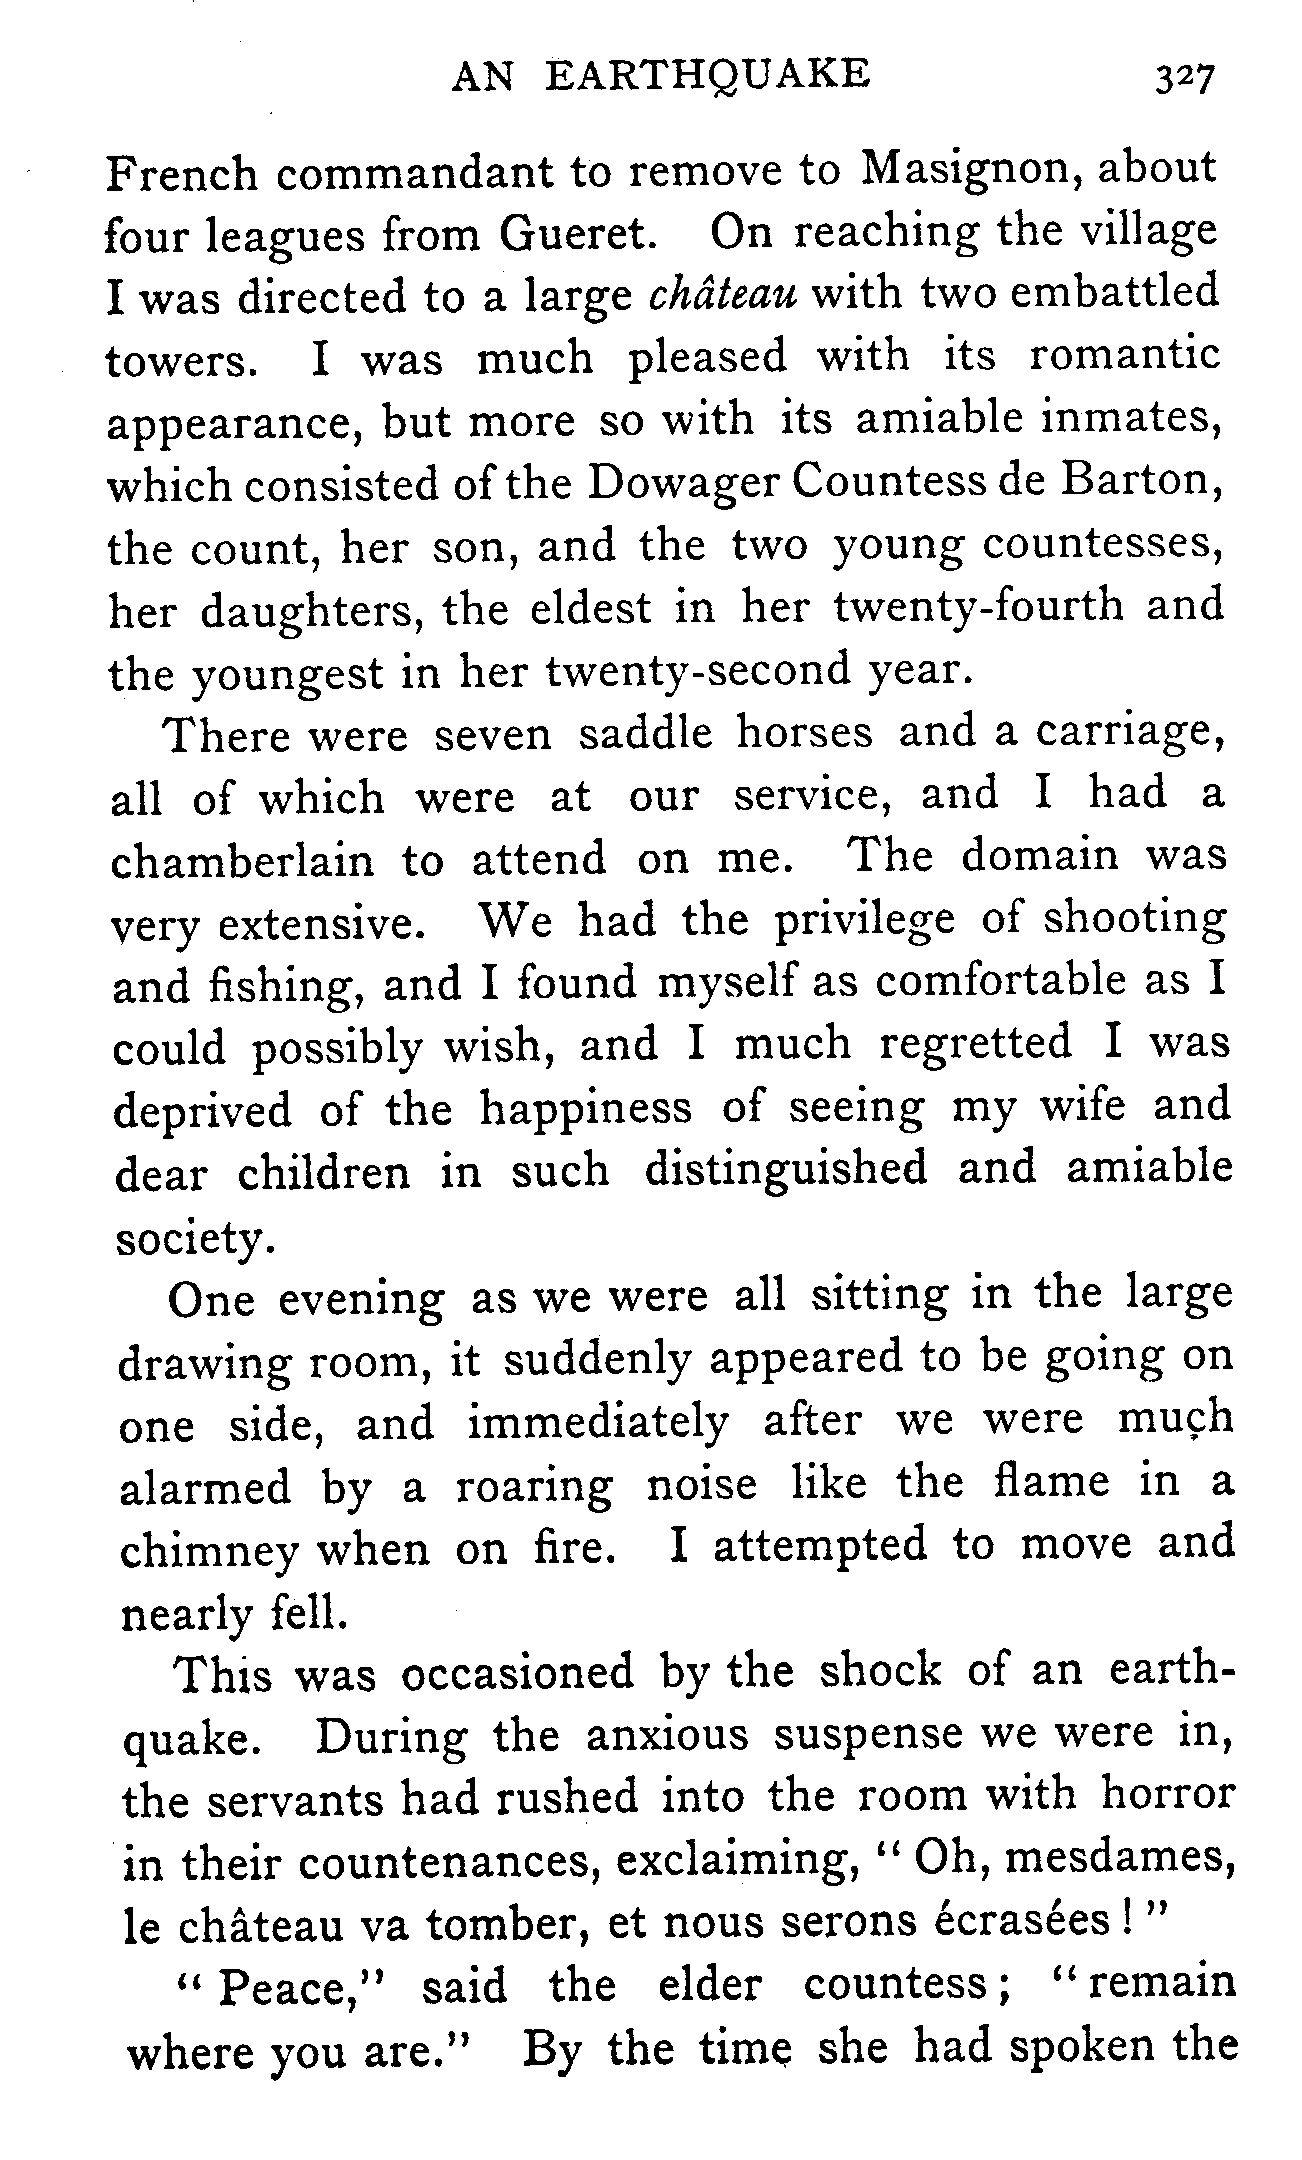 AN EARTHQUAKE 327
French commandant to remove to Masignon, about
four leagues from Gueret. On reaching the village
I was directed to a large château with two embattled
towers. I was much pleased with its romantic
appearance, but more so with its amiable inmates,
which consisted of the Dowager Countess de Barton,
the count, her son, and the two young countesses,
her daughters, the eldest in her twenty-fourth and
the youngest in her twenty-second year.
There were seven saddle horses and a carriage,
all of which were at our service, and I had a
chamberlain to attend on me. The domain was
very extensive. We had the privilege of shooting
and fishing, and I found myself as comfortable as I
could possibly wish, and I much regretted I was
deprived of the happiness of seeing my wife and
dear children in such distinguished and amiable
society.
One evening as we were all sitting in the large
drawing room, it suddenly appeared to be going on
one side, and immediately after we were much
alarmed by a roaring noise like the flame in a
chimney when on fire. I attempted to move and
nearly fell.
This was occasioned by the shock of an earth-
quake. During the anxious suspense we were in,
the servants had rushed into the room with horror
in their countenances, exclaiming, "Oh, mesdames,
le château va tomber, et nous serons écrasées!"
"Peace," said the elder countess; "remain
where you are." By the time she had spoken the